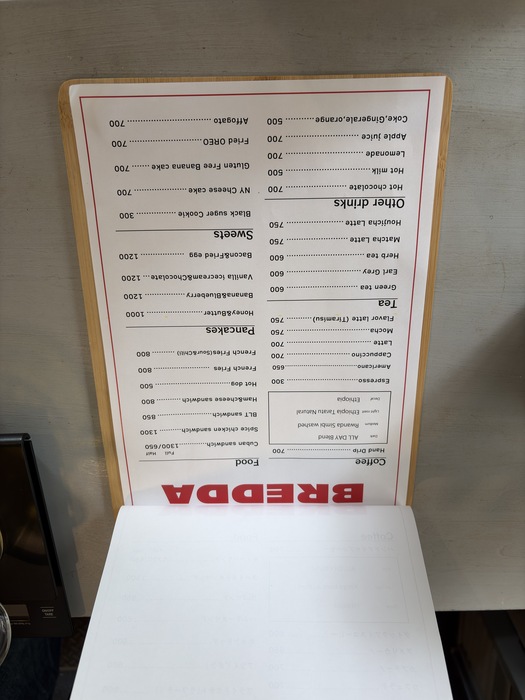 BREDDA
Coffee
Hand Drip ................ 700
Dark ALL DAY Blend
Medium Rwanda Simbi washed
Light roast Ethiopia Taratu Natural
Decaf Ethiopia
Espresso ................ 300
Americano ................ 650
Cappuccino ................ 700
Latte ................ 700
Mocha ................ 750
Flavor latte (Tiramisu) ......... 750
Tea
Green tea ................ 600
Earl Grey ................ 600
Herb tea ................ 600
Matcha Latte ................ 750
Houjicha Latte ................ 750
Other drinks
Hot chocolate ................ 700
Hot milk ................ 500
Lemonade ................ 700
Apple juice ................ 700
Coke,Gingerale,orange ......... 500
Food
Full Half
Cuban sandwich ......... 1300/650
Spice chicken sandwich ......... 1300
BLT sandwich ................ 850
Ham&cheese sandwich ......... 800
Hot dog ................ 500
French Fries ................ 800
French Fries(Sour&Chili) ......... 800
Pancakes
Honey&Butter ................ 1000
Banana&Blueberry ............ 1200
Vanilla Icecream&Chocolate... 1200
Bacon&Fried egg ............ 1200
Sweets
Black suger Cookie ............ 300
NY Cheese cake ................ 700
Gluten Free Banana cake ...... 700
Fried OREO ................ 700
Affogato ................ 700